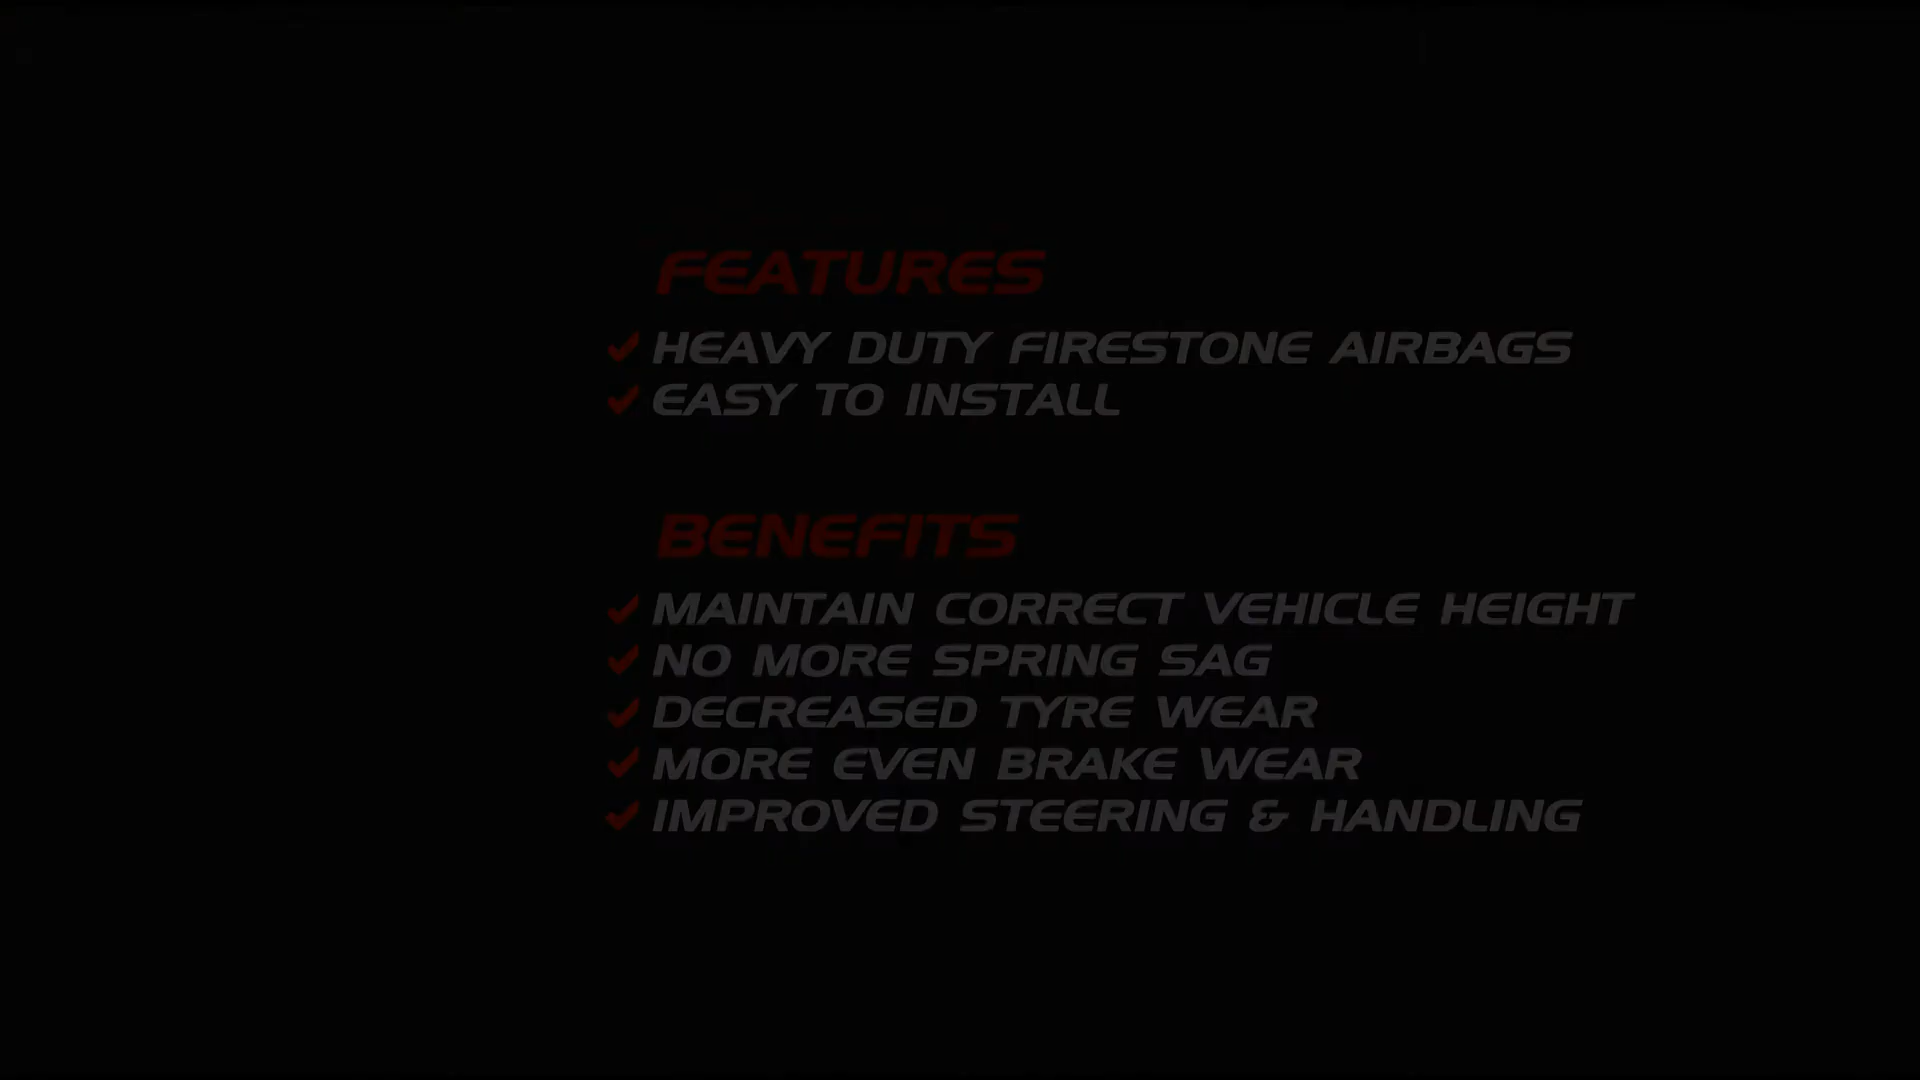 FEATURES
HEAVY DUTY FIRESTONE AIRBAGS
EASY TO INSTALL
BENEFITS
MAINTAIN CORRECT VEHICLE HEIGHT
NO MORE SPRING SAG
DECREASED TYRE WEAR
MORE EVEN BRAKE WEAR
IMPROVED STEERING & HANDLING